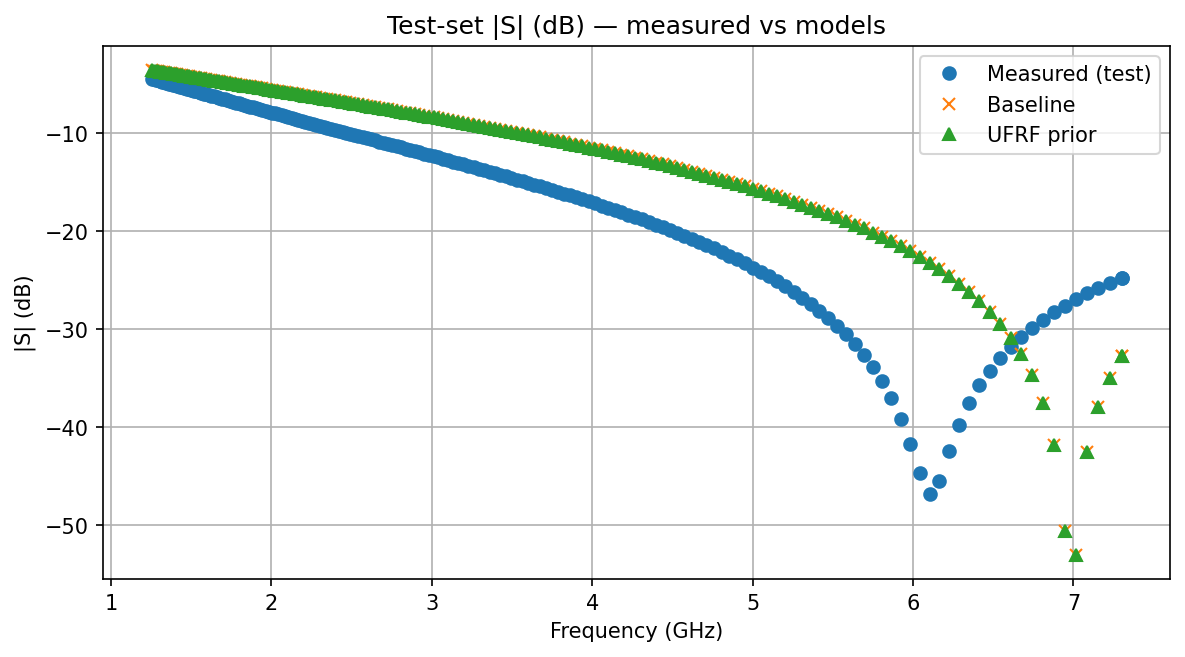 Test-set |S| (dB) — measured vs models
Measured (test)
Baseline
UFRF prior
|S| (dB)
−10
−20
−30
−40
−50
1 2 3 4 5 6 7
Frequency (GHz)